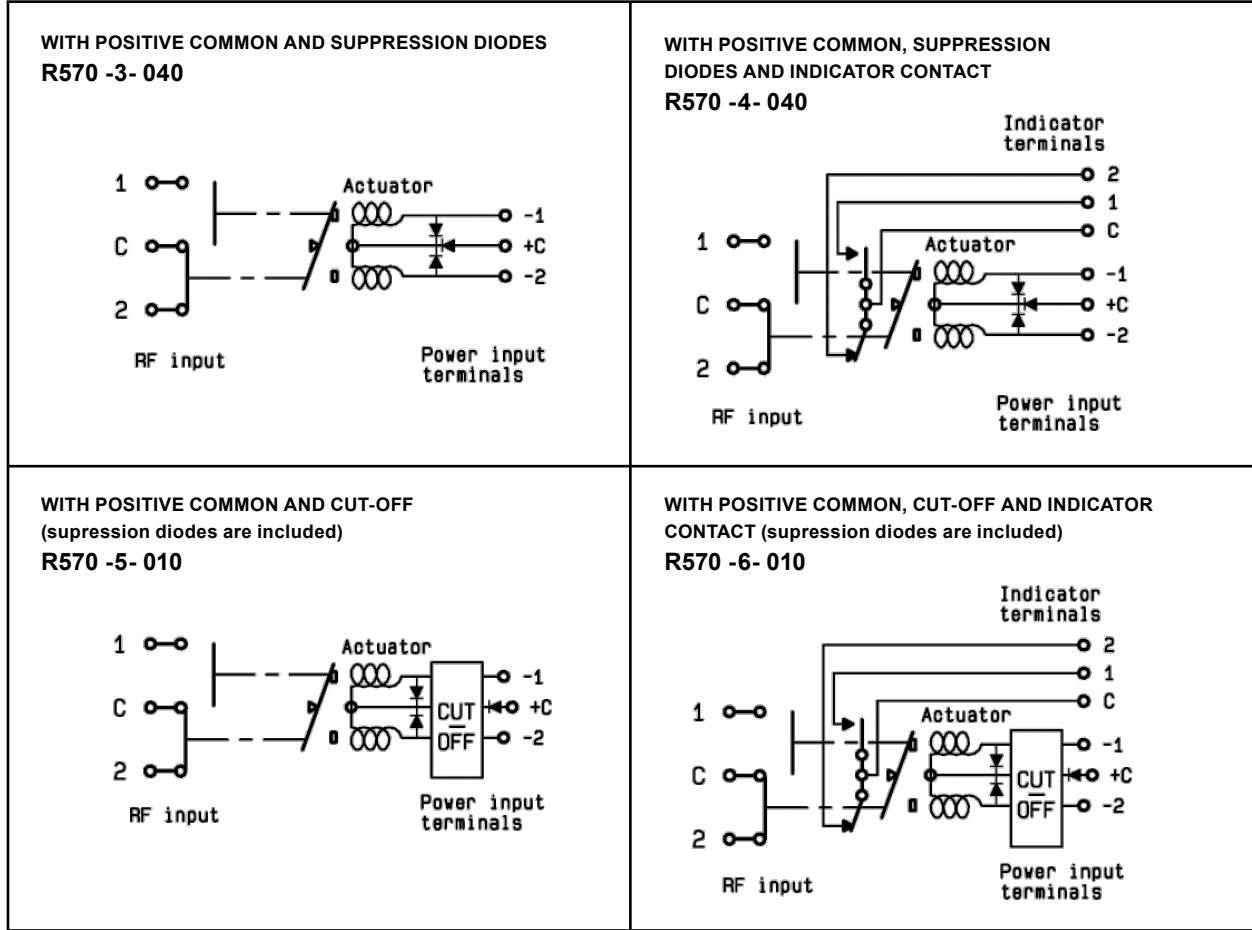 WITH POSITIVE COMMON AND SUPPRESSION DIODES
R570 -3- 040
1
Actuator
-1
C
+C
-2
2
RF input
Power input
terminals
WITH POSITIVE COMMON, SUPPRESSION
DIODES AND INDICATOR CONTACT
R570 -4- 040
Indicator
terminals
2
1
C
1
Actuator
-1
C
+C
-2
2
RF input
Power input
terminals
WITH POSITIVE COMMON AND CUT-OFF
(supression diodes are included)
R570 -5- 010
1
Actuator
-1
C
CUT
+C
OFF
-2
2
RF input
Power input
terminals
WITH POSITIVE COMMON, CUT-OFF AND INDICATOR
CONTACT (supression diodes are included)
R570 -6- 010
Indicator
terminals
2
1
C
1
Actuator
-1
C
CUT
+C
OFF
-2
2
RF input
Power input
terminals